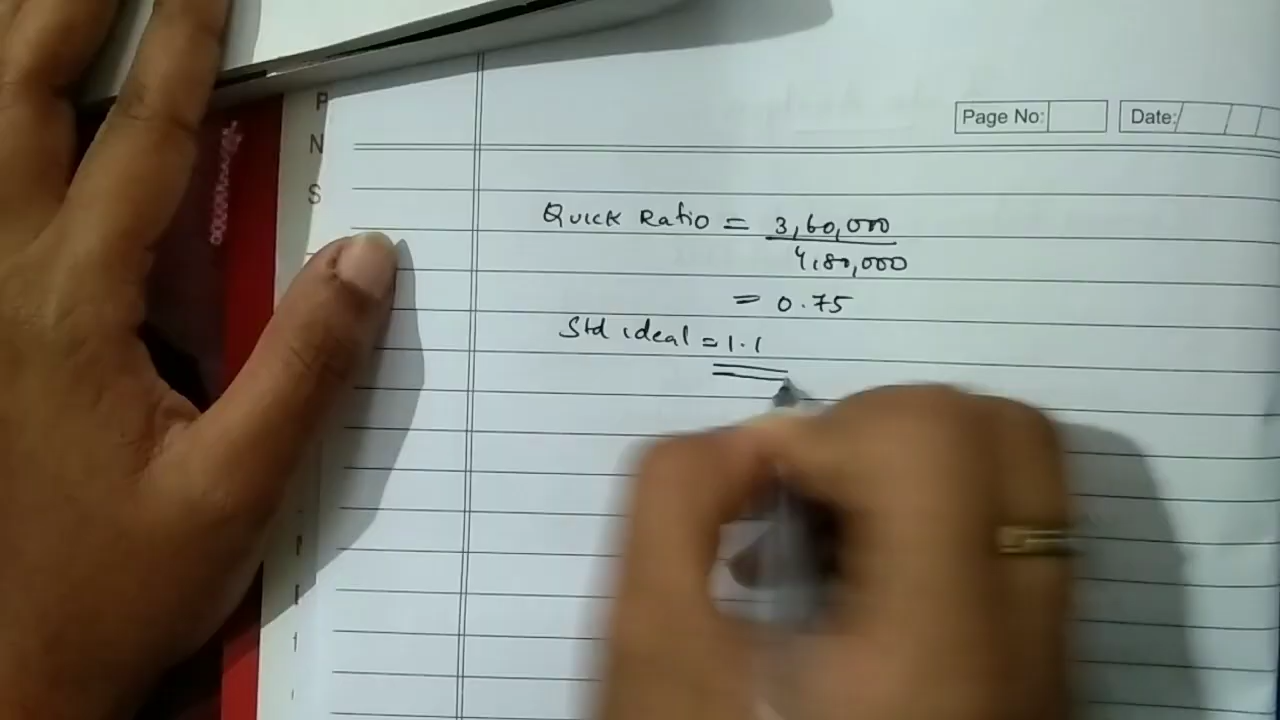 P
N
S
Page No:
Date:
Quick Ratio = 3,60,000
4,80,000
= 0.75
Std ideal = 1.1